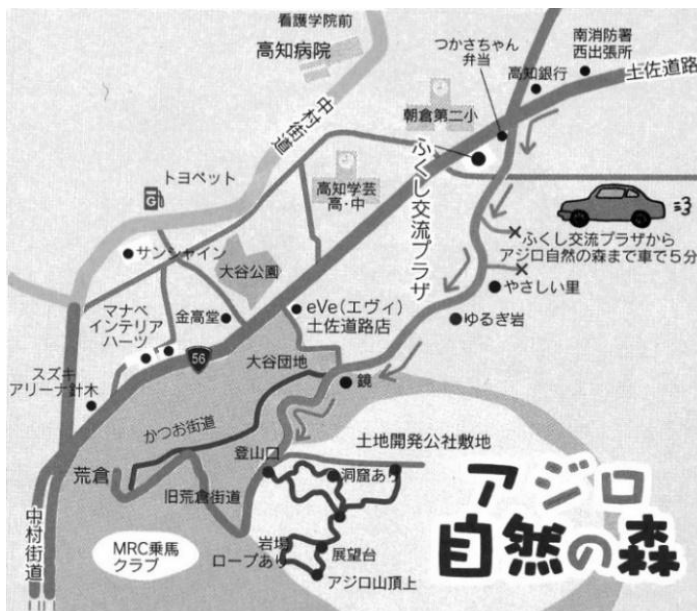 看護学院前
高知病院
中村街道
つかさちゃん
弁当
南消防署
西出張所
高知銀行
土佐道路
朝倉第二小
ふくし交流プラザ
トヨペット
G
高知学芸
高・中
サンシャイン
大谷公園
ふくし交流プラザから
アジロ自然の森まで車で5分
やさしい里
ゆるぎ岩
マナベ
インテリア
ハーツ
金高堂
eVe(エヴィ)
土佐道路店
56
大谷団地
鏡
スズキ
アリーナ針木
かつお街道
登山口
土地開発公社敷地
洞窟あり
荒倉
旧荒倉街道
アジロ
自然の森
中村街道
MRC乗馬
クラブ
岩場
ロープあり
展望台
アジロ山頂上